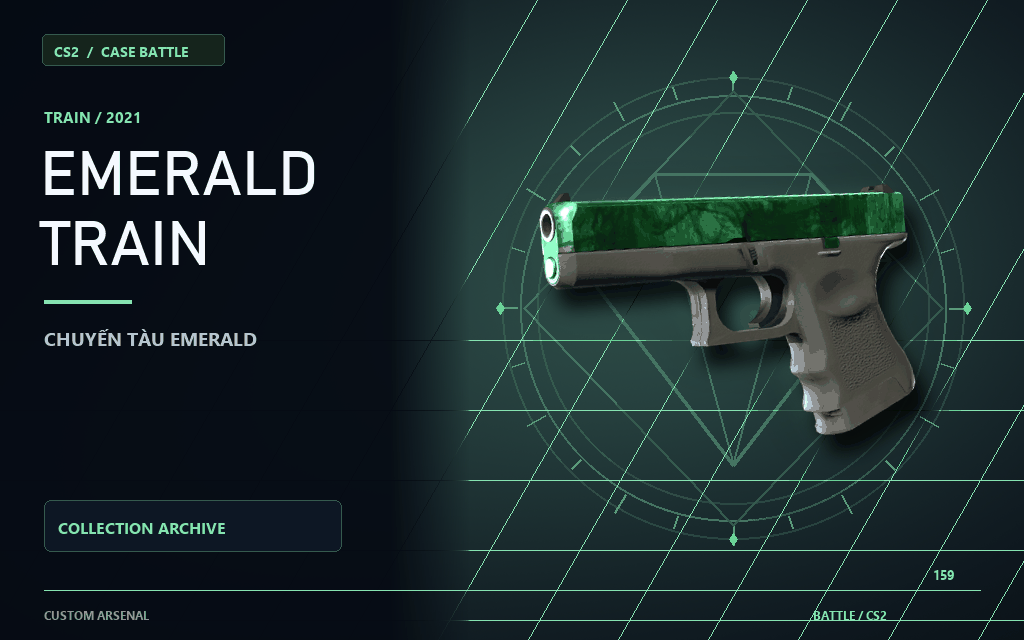 CS2 / CASE BATTLE
TRAIN / 2021
EMERALD
TRAIN
CHUYẾN TÀU EMERALD
COLLECTION ARCHIVE
159
CUSTOM ARSENAL
BATTLE / CS2